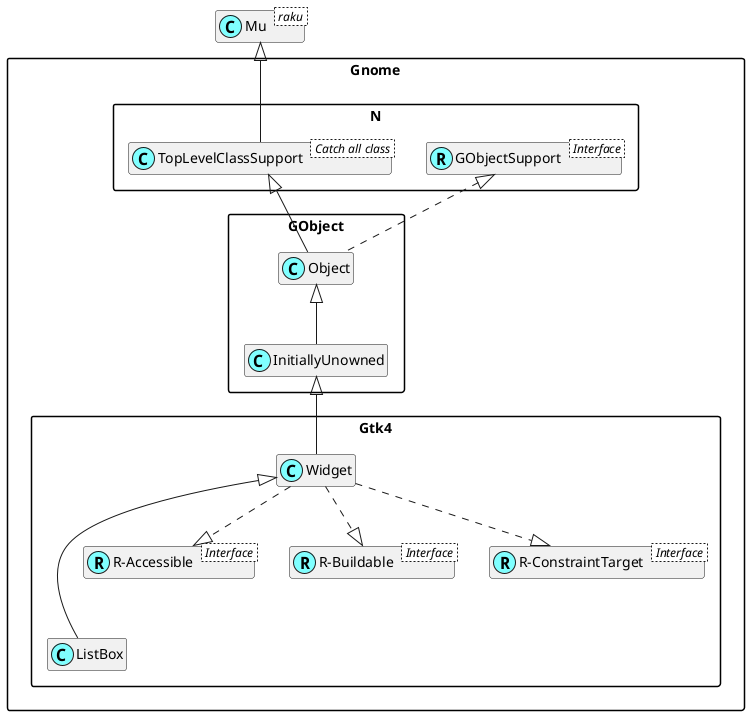 C Mu raku
Gnome
N
C TopLevelClassSupport Catch all class
R GObjectSupport Interface
GObject
C Object
C InitiallyUnowned
Gtk4
C Widget
R R-Accessible Interface
R R-Buildable Interface
R R-ConstraintTarget Interface
C ListBox